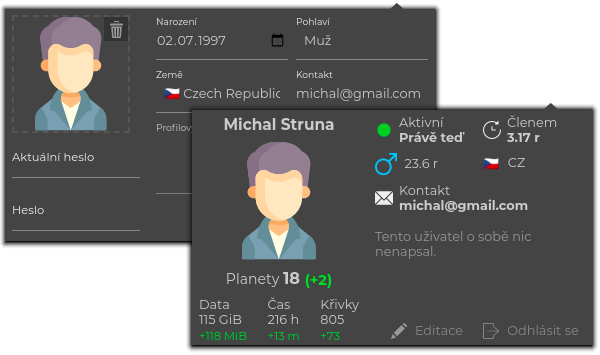 Narození
Pohlaví
02.07.1997
Muž
Země
Kontakt
Czech Republic
michal@gmail.com
Aktuální heslo
Heslo
Michal Struna
Planety 18 (+2)
Data
Čas
Křivky
115 GiB
216 h
805
+118 MiB
+13 m
+73
Aktivní
Právě teď
Členem
3.17 r
23.6 r
CZ
Kontakt
michal@gmail.com
Tento uživatel o sobě nic
nenapsal.
Editace
Odhlásit se